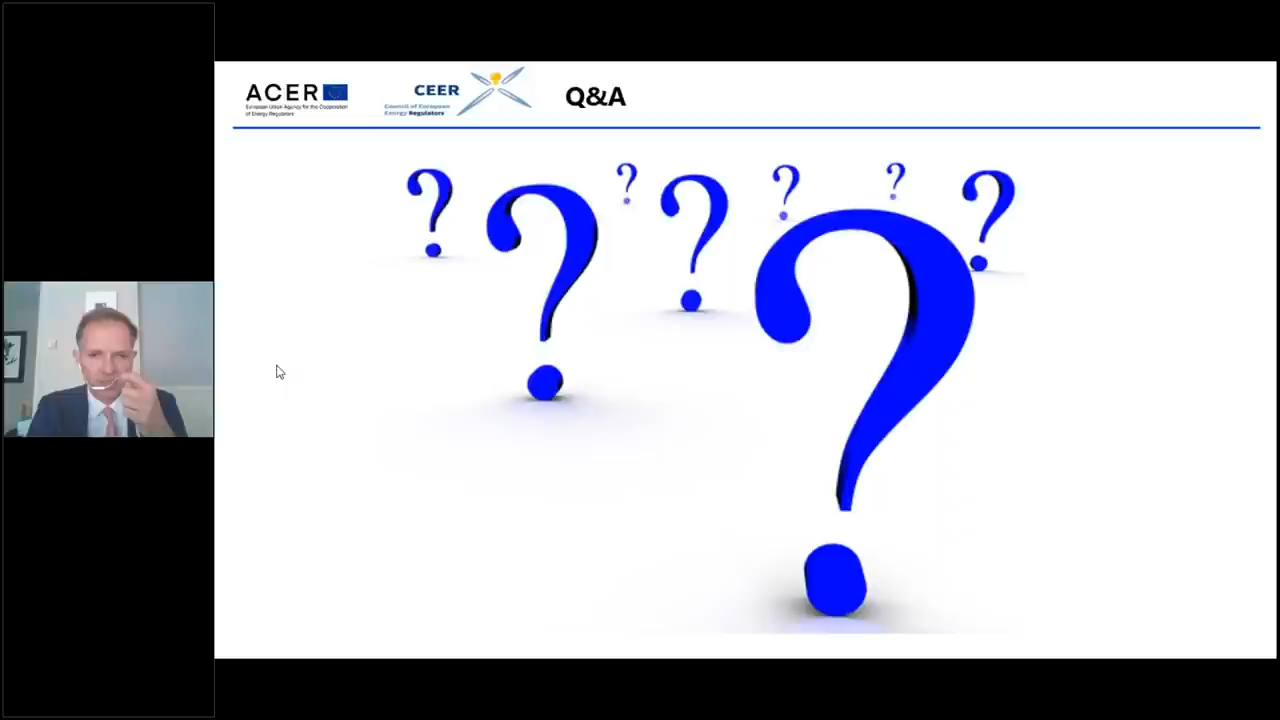 ACER
European Union Agency for the Cooperation
of Energy Regulators
CEER
Council of European
Energy Regulators
Q&A
? ? ? ? ? ? ? ?